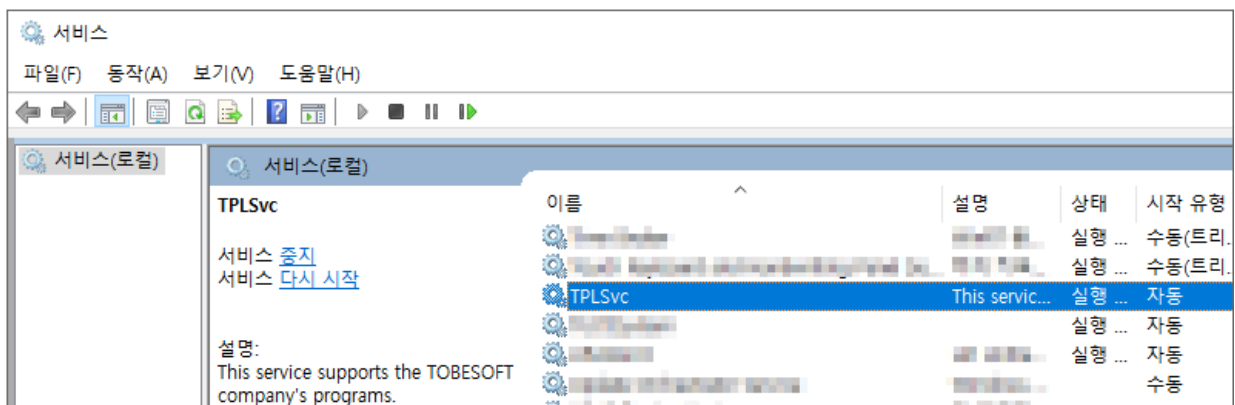 서비스
파일(F) 동작(A) 보기(V) 도움말(H)
서비스(로컬)
서비스(로컬)
TPLSvc
서비스 중지
서비스 다시 시작
설명:
This service supports the TOBESOFT
company's programs.
이름 설명 상태 시작 유형
실행 ... 수동(트리..
실행 ... 수동(트리..
TPLSvc This servic... 실행 ... 자동
실행 ... 자동
실행 ... 자동
수동